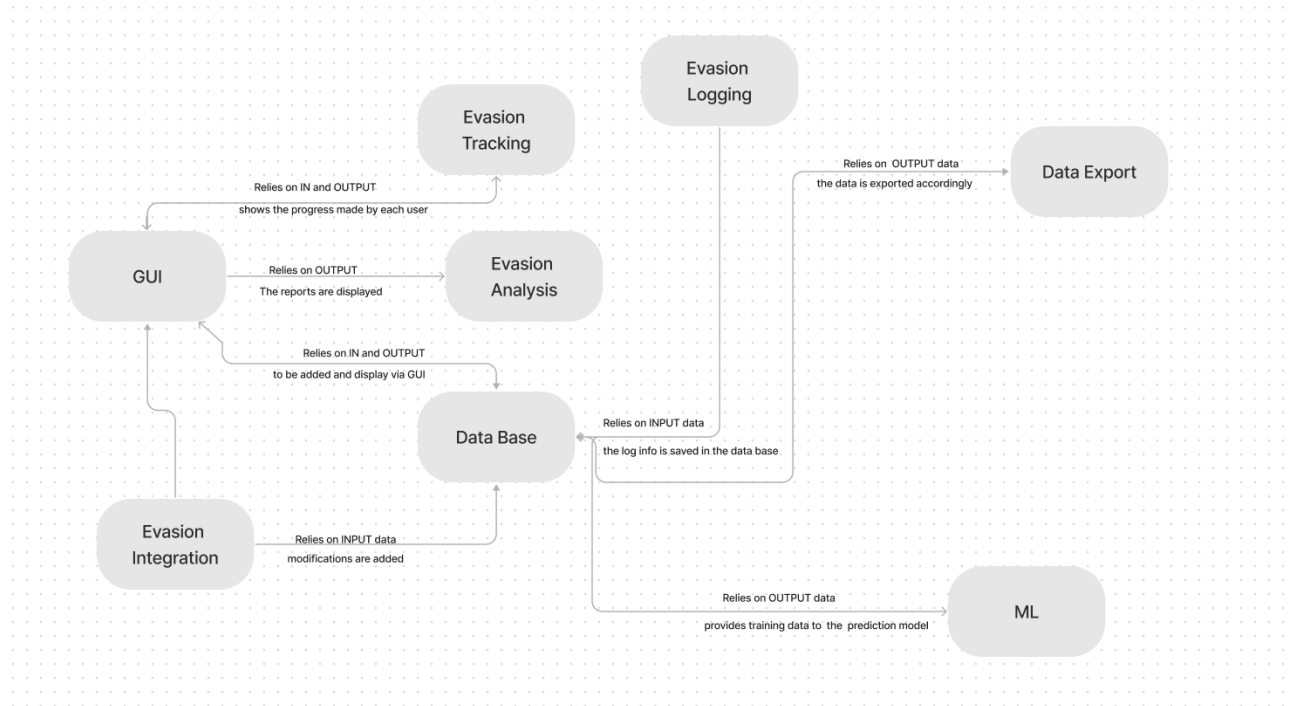 Evasion
Logging
Evasion
Tracking
Relies on OUTPUT data
the data is exported accordingly
Data Export
Relies on IN and OUTPUT
shows the progress made by each user
GUI
Relies on OUTPUT
The reports are displayed
Evasion
Analysis
Relies on IN and OUTPUT
to be added and display via GUI
Data Base
Relies on INPUT data
the log info is saved in the data base
Evasion
Integration
Relies on INPUT data
modifications are added
Relies on OUTPUT data
provides training data to the prediction model
ML